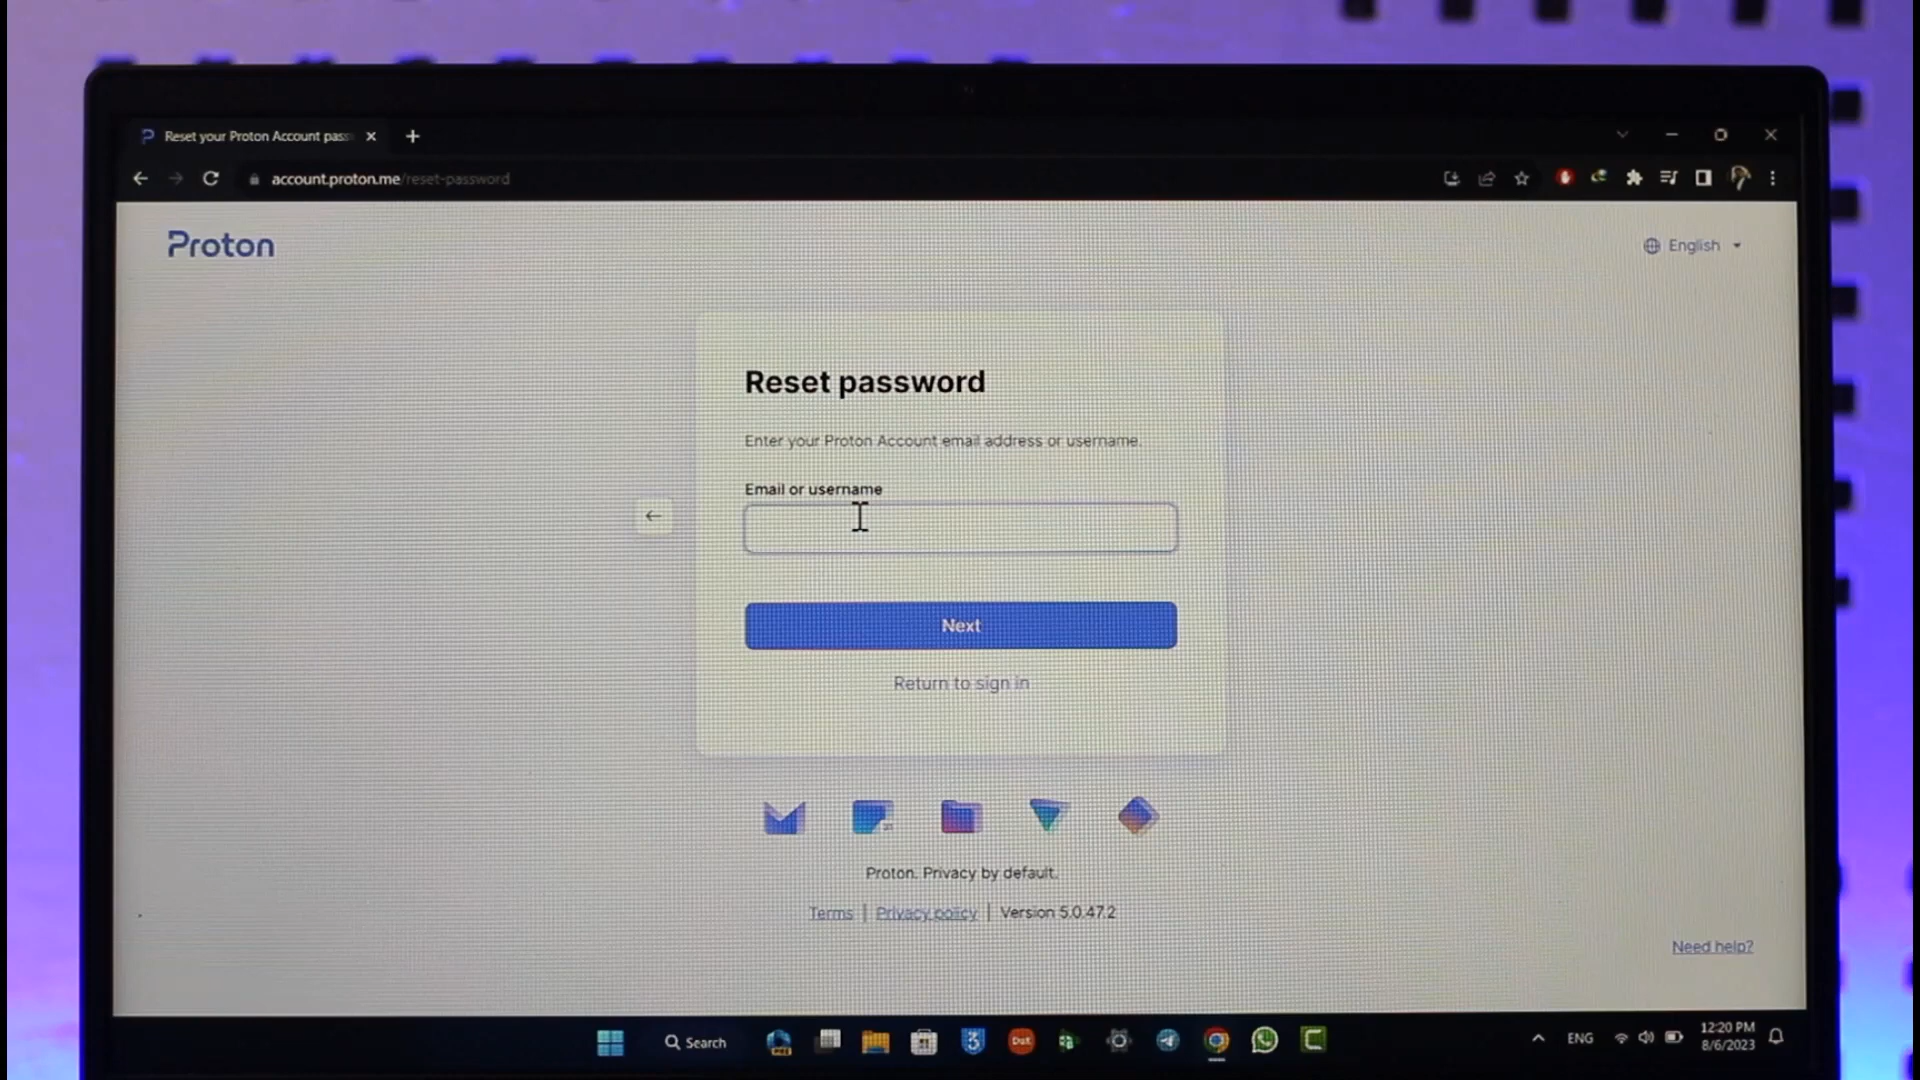 Reset your Proton Account pass
account.proton.me/reset-password
Proton
English
Reset password
Enter your Proton Account email address or username.
Email or username
Next
Return to sign in
Proton. Privacy by default.
Terms | Privacy policy | Version 5.0.47.2
Need help?
Search
ENG
12:20 PM
8/6/2023